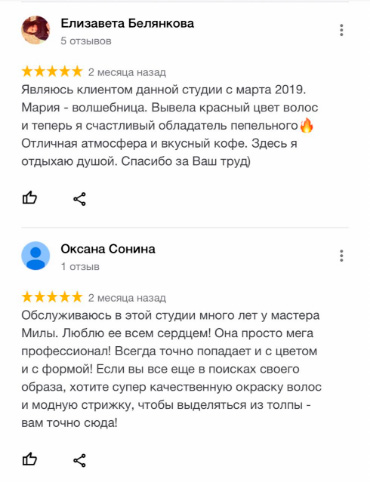 Елизавета Белянкова
5 отзывов
2 месяца назад
Являюсь клиентом данной студии с марта 2019.
Мария - волшебница. Вывела красный цвет волос
и теперь я счастливый обладатель пепельного🔥
Отличная атмосфера и вкусный кофе. Здесь я
отдыхаю душой. Спасибо за Ваш труд)
Оксана Сонина
1 отзыв
2 месяца назад
Обслуживаюсь в этой студии много лет у мастера
Милы. Люблю ее всем сердцем! Она просто мега
профессионал! Всегда точно попадает и с цветом
и с формой! Если вы все еще в поисках своего
образа, хотите супер качественную окраску волос
и модную стрижку, чтобы выделяться из толпы -
вам точно сюда!